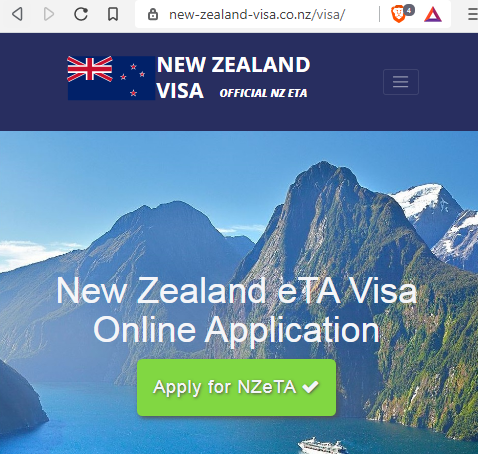 new-zealand-visa.co.nz/visa/
4
NEW ZEALAND
VISA OFFICIAL NZ ETA
New Zealand eTA Visa
Online Application
Apply for NZeTA